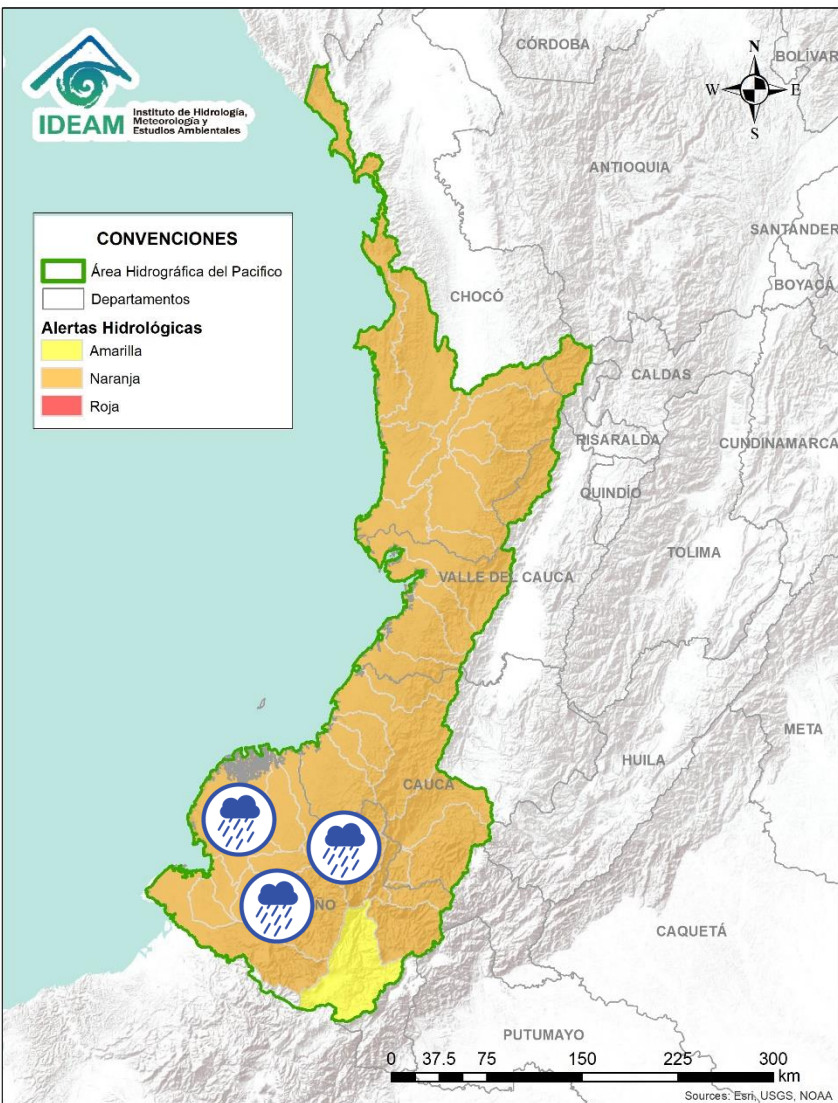 IDEAM
Instituto de Hidrología,
Meteorología y
Estudios Ambientales
CÓRDOBA
BOLÍVAR
N
W
E
S
ANTIOQUIA
SANTANDER
BOYACÁ
CONVENCIONES
Área Hidrográfica del Pacifico
Departamentos
Alertas Hidrológicas
Amarilla
Naranja
Roja
CHOCÓ
CALDAS
RISARALDA
CUNDINAMARCA
QUINDÍO
TOLIMA
VALLE DEL CAUCA
META
HUILA
CAUCA
ÑO
CAQUETÁ
PUTUMAYO
0 37.5 75 150 225 300
km
Sources: Esri, USGS, NOAA